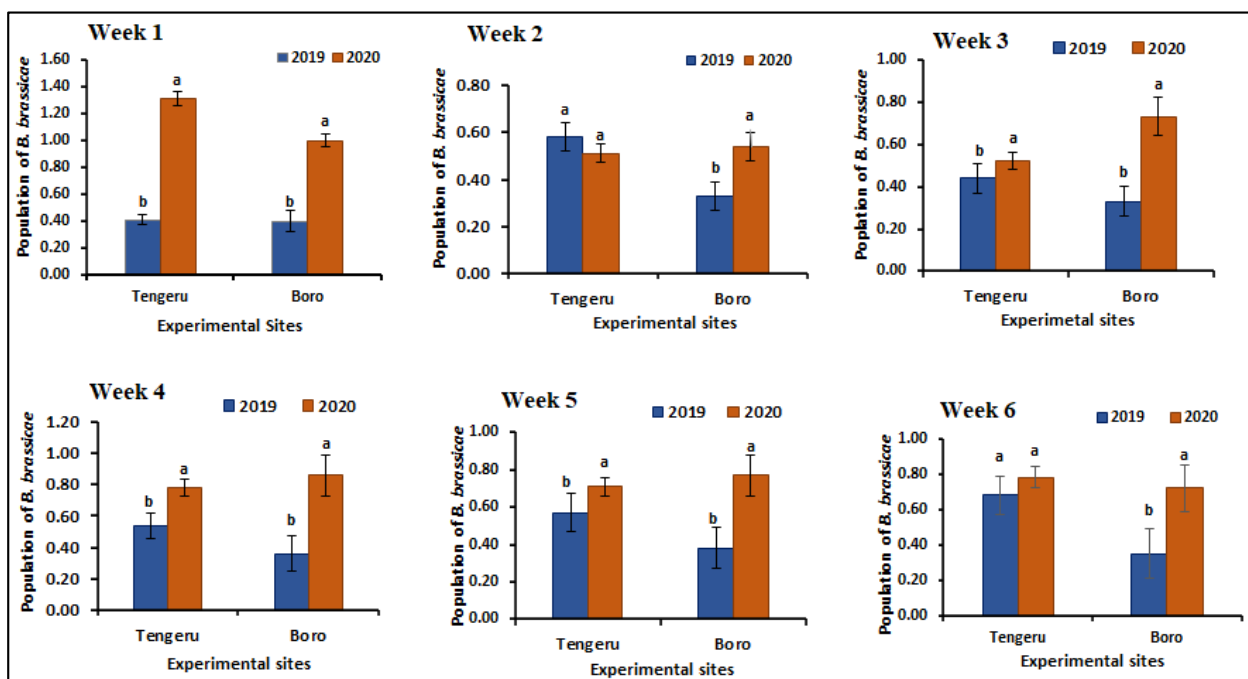 Week 1
2019 2020
Population of B. brassicae
1.60
1.40
1.20
1.00
0.80
0.60
0.40
0.20
0.00
b a b a
Tengeru Boro
Experimental Sites
Week 2
2019 2020
Population of B. brassicae
0.80
0.60
0.40
0.20
0.00
a a b a
Tengeru Boro
Experimental sites
Week 3
2019 2020
Poplation of B. brassicae
1.00
0.80
0.60
0.40
0.20
0.00
b a b a
Tengeru Boro
Experimetal sites
Week 4
2019 2020
Population of B. brassicae
1.20
1.00
0.80
0.60
0.40
0.20
0.00
b a b a
Tengeru Boro
Experimental sites
Week 5
2019 2020
Population of B. brassicae
1.00
0.80
0.60
0.40
0.20
0.00
b a b a
Tengeru Boro
Experimental sites
Week 6
2019 2020
Population of B. brassicae
1.00
0.80
0.60
0.40
0.20
0.00
a a b a
Tengeru Boro
Experimental sites